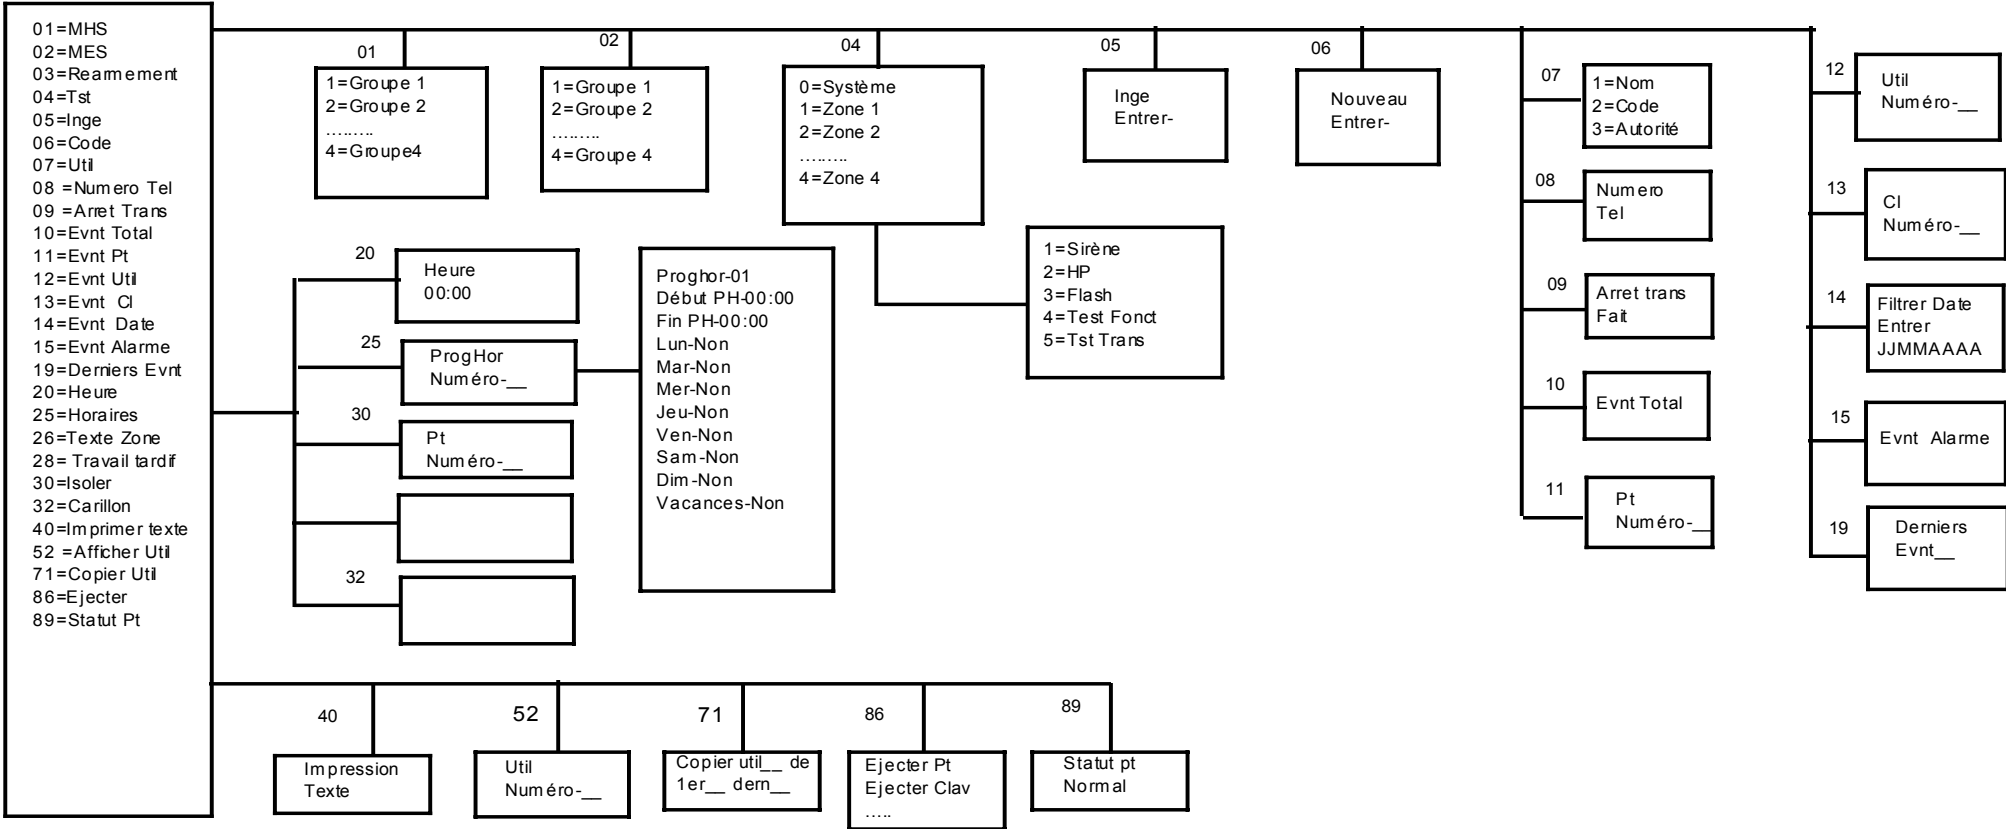 01=MHS
02=MES
03=Rearmement
04=Tst
05=Inge
06=Code
07=Util
08 =Numero Tel
09 =Arret Trans
10=Evnt Total
11=Evnt Pt
12=Evnt Util
13=Evnt Cl
14=Evnt Date
15=Evnt Alarme
19=Derniers Evnt
20=Heure
25=Horaires
26=Texte Zone
28= Travail tardif
30=Isoler
32=Carillon
40=Imprimer texte
52 =Afficher Util
71=Copier Util
86=Ejecter
89=Statut Pt
01
1=Groupe 1
2=Groupe 2
.........
4=Groupe4
02
1=Groupe 1
2=Groupe 2
.........
4=Groupe 4
04
0=Système
1=Zone 1
2=Zone 2
.........
4=Zone 4
1=Sirène
2=HP
3=Flash
4=Test Fonct
5=Tst Trans
05
Inge
Entrer-
06
Nouveau
Entrer-
07
1=Nom
2=Code
3=Autorité
08
Numero
Tel
09
Arret trans
Fait
10
Evnt Total
11
Pt
Numéro-__
12
Util
Numéro-__
13
Cl
Numéro-__
14
Filtrer Date
Entrer
JJMMAAAA
15
Evnt Alarme
19
Derniers
Evnt__
20
Heure
00:00
25
ProgHor
Numéro-__
Proghor-01
Début PH-00:00
Fin PH-00:00
Lun-Non
Mar-Non
Mer-Non
Jeu-Non
Ven-Non
Sam-Non
Dim-Non
Vacances-Non
30
Pt
Numéro-__
32
40
Impression
Texte
52
Util
Numéro-__
71
Copier util__ de
1er__ dern__
86
Ejecter Pt
Ejecter Clav
.....
89
Statut pt
Normal